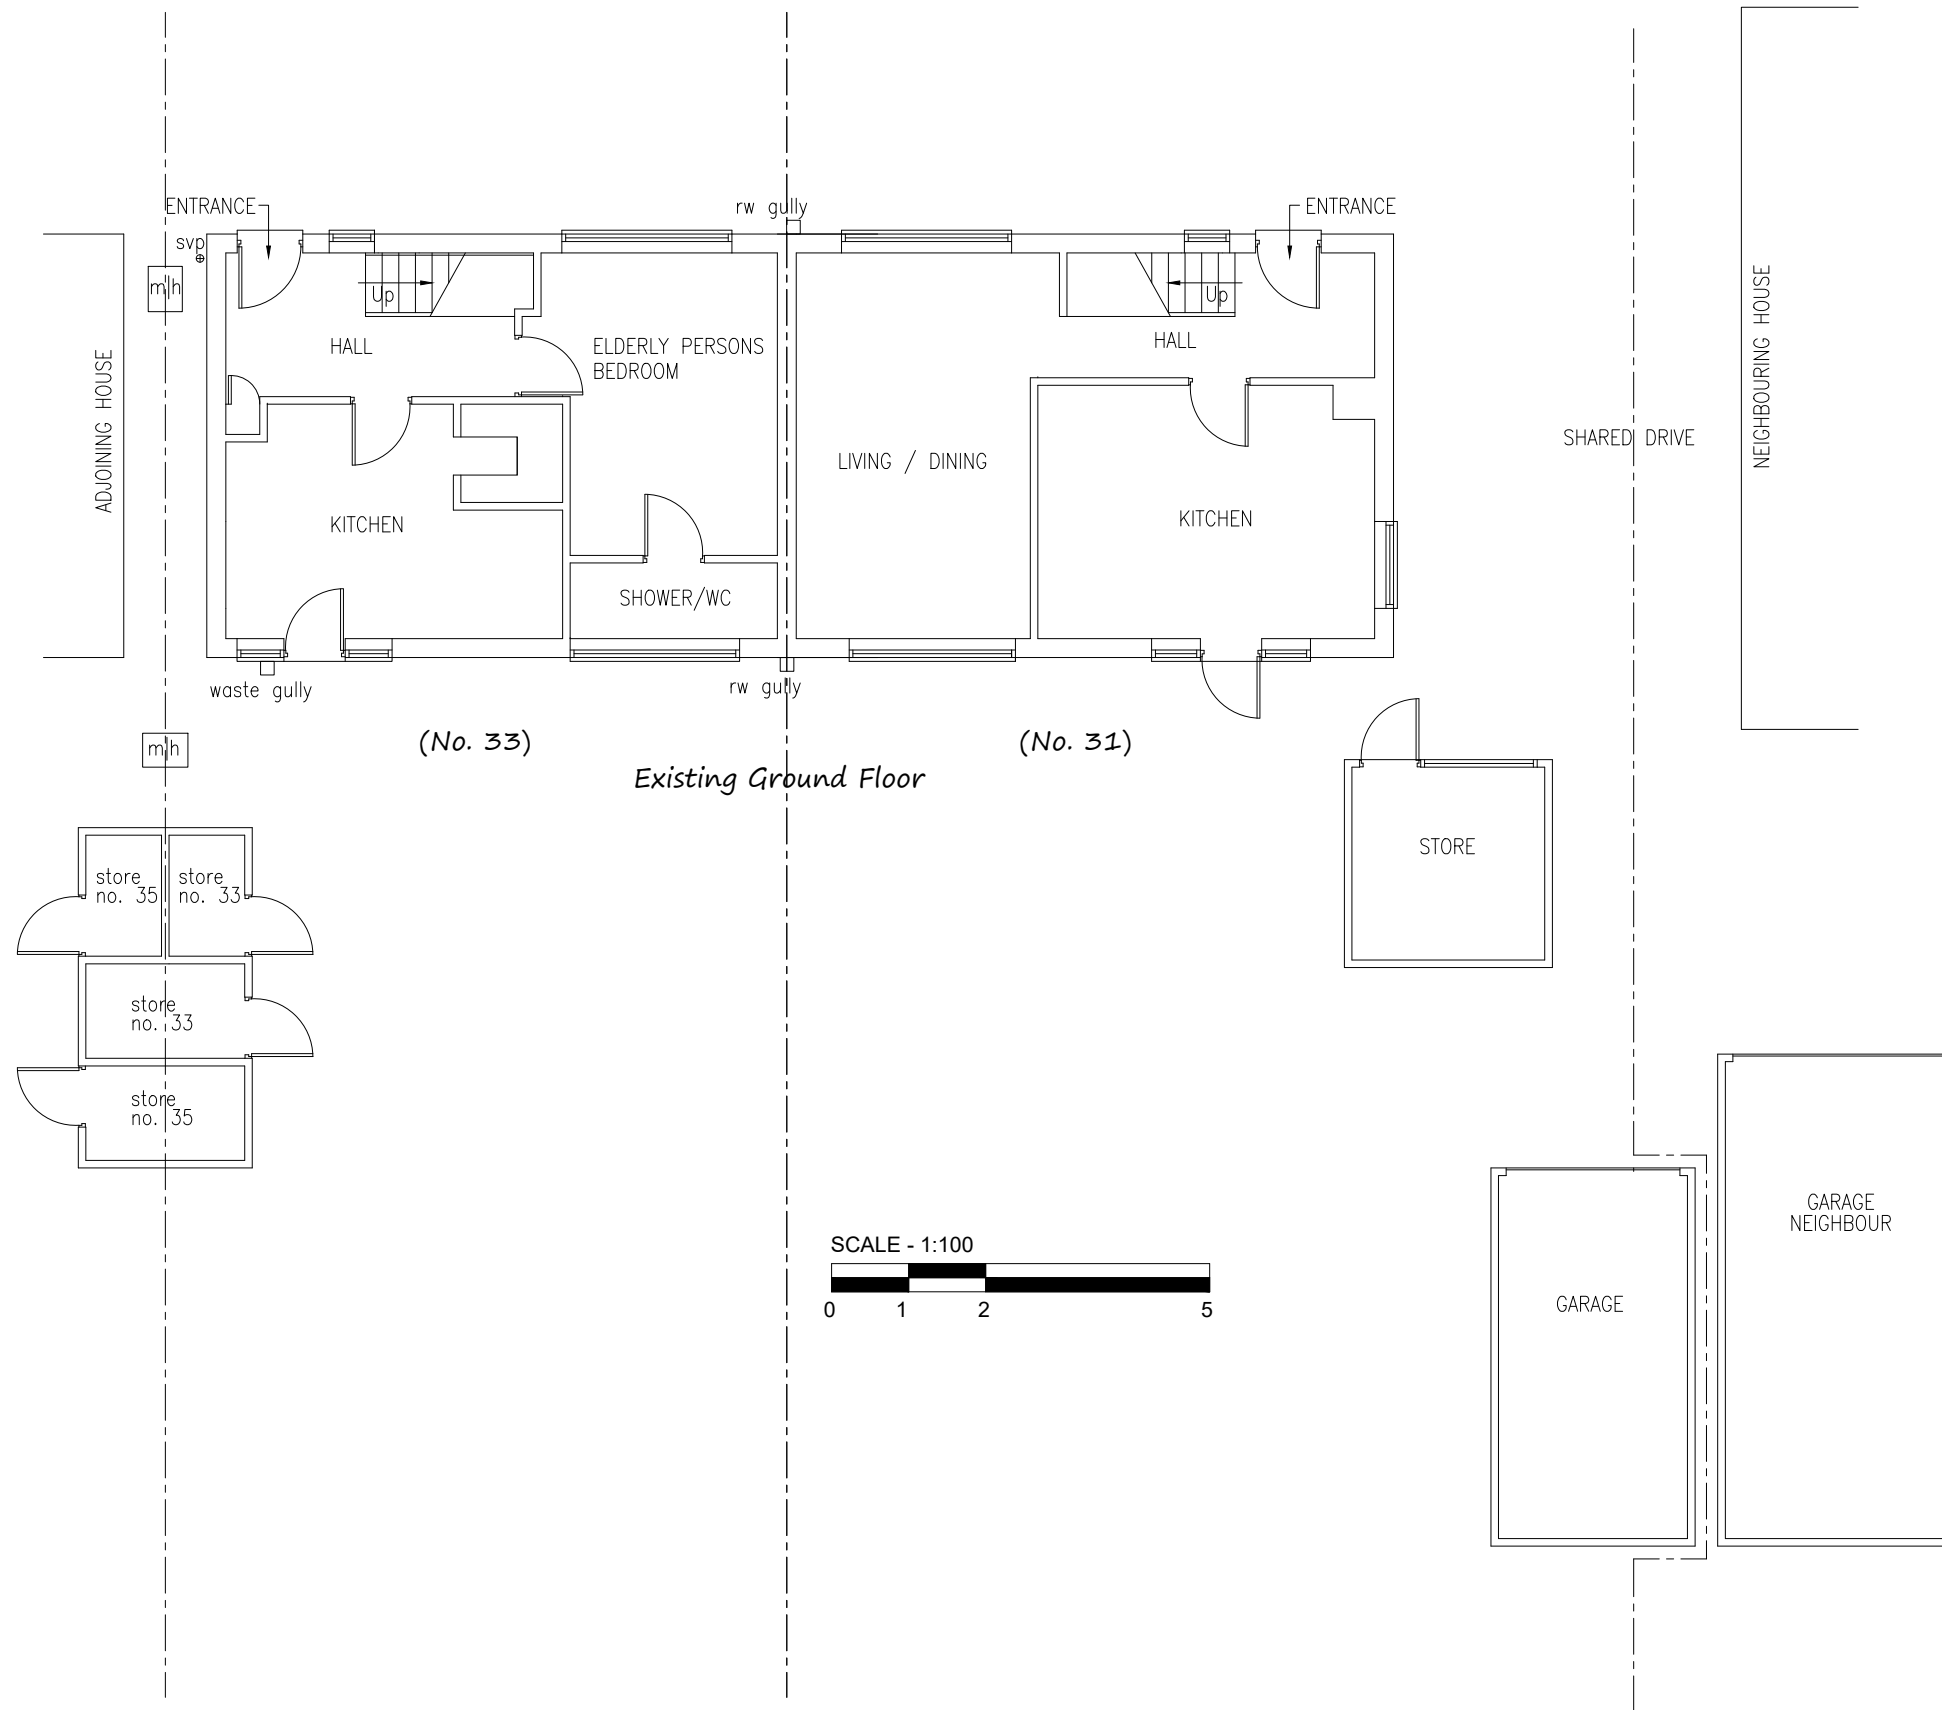 ENTRANCE
rw gully
ENTRANCE
svp
m/h
Up
Up
HALL
ELDERLY PERSONS
BEDROOM
HALL
ADJOINING HOUSE
NEIGHBOURING HOUSE
SHARED DRIVE
LIVING / DINING
KITCHEN
KITCHEN
SHOWER/WC
waste gully
rw gully
m/h
(No. 33)
(No. 31)
Existing Ground Floor
STORE
store
no. 35
store
no. 33
store
no. 33
store
no. 35
GARAGE
NEIGHBOUR
SCALE - 1:100
0 1 2 5
GARAGE